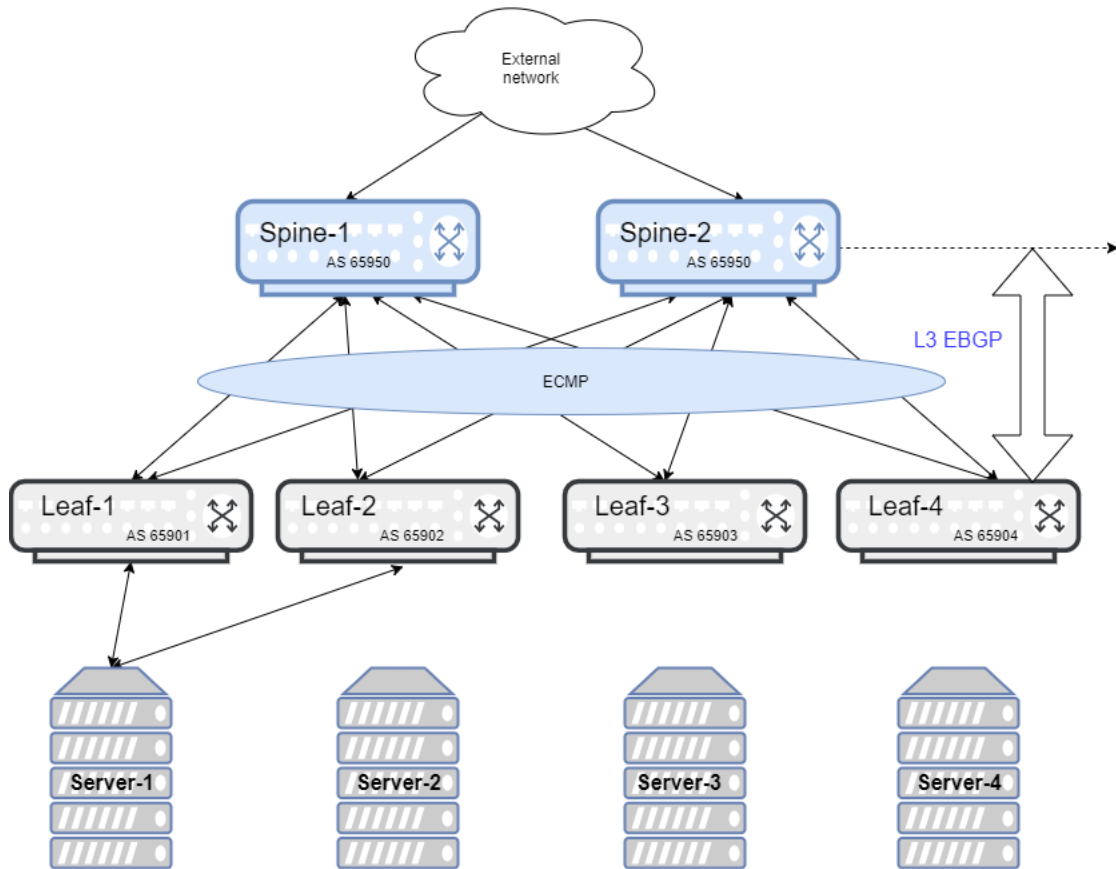 External
network
Spine-1
AS 65950
Spine-2
AS 65950
L3 EBGP
ECMP
Leaf-1
AS 65901
Leaf-2
AS 65902
Leaf-3
AS 65903
Leaf-4
AS 65904
Server-1
Server-2
Server-3
Server-4